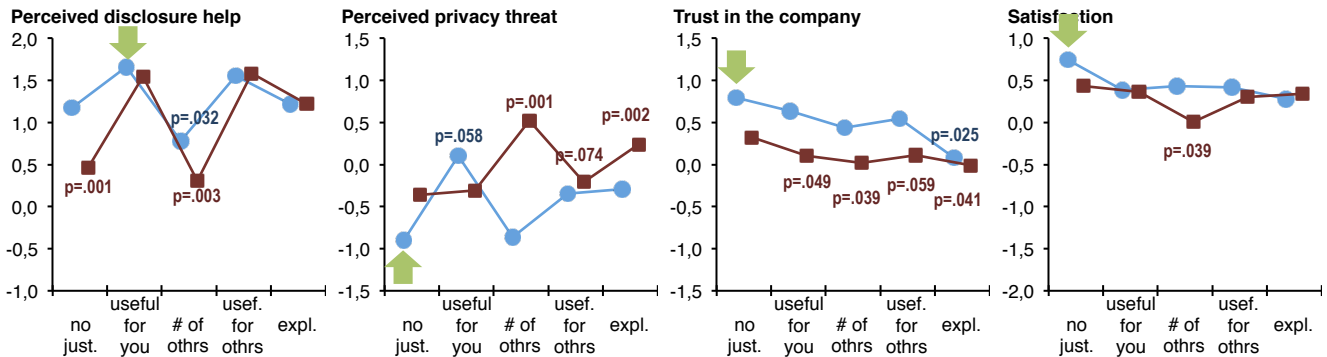 Perceived disclosure help
2,0
1,5
1,0
0,5
0,0
-0,5
-1,0
p=.001
p=.032
p=.003
no just.
useful for you
# of othrs
usef. for othrs
expl.
Perceived privacy threat
1,5
1,0
0,5
0,0
-0,5
-1,0
-1,5
p=.058
p=.001
p=.074
p=.002
no just.
useful for you
# of othrs
usef. for othrs
expl.
Trust in the company
1,5
1,0
0,5
0,0
-0,5
-1,0
-1,5
p=.049
p=.039
p=.059
p=.025
p=.041
no just.
useful for you
# of othrs
usef. for othrs
expl.
Satisfaction
1,0
0,5
0,0
-0,5
-1,0
-1,5
-2,0
p=.039
no just.
useful for you
# of othrs
usef. for othrs
expl.